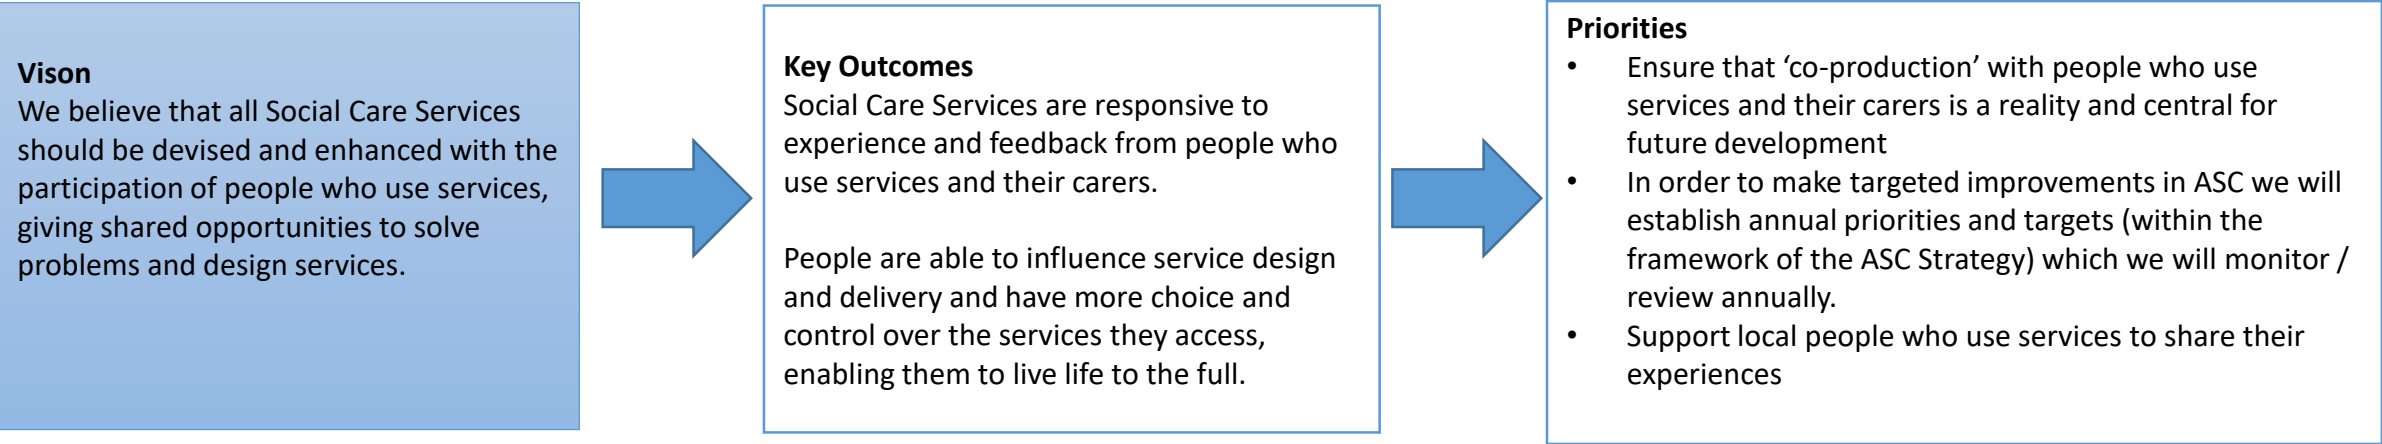 Vison
We believe that all Social Care Services
should be devised and enhanced with the
participation of people who use services,
giving shared opportunities to solve
problems and design services.
Key Outcomes
Social Care Services are responsive to
experience and feedback from people who
use services and their carers.
People are able to influence service design
and delivery and have more choice and
control over the services they access,
enabling them to live life to the full.
Priorities
• Ensure that ‘co-production’ with people who use
services and their carers is a reality and central for
future development
• In order to make targeted improvements in ASC we will
establish annual priorities and targets (within the
framework of the ASC Strategy) which we will monitor /
review annually.
• Support local people who use services to share their
experiences